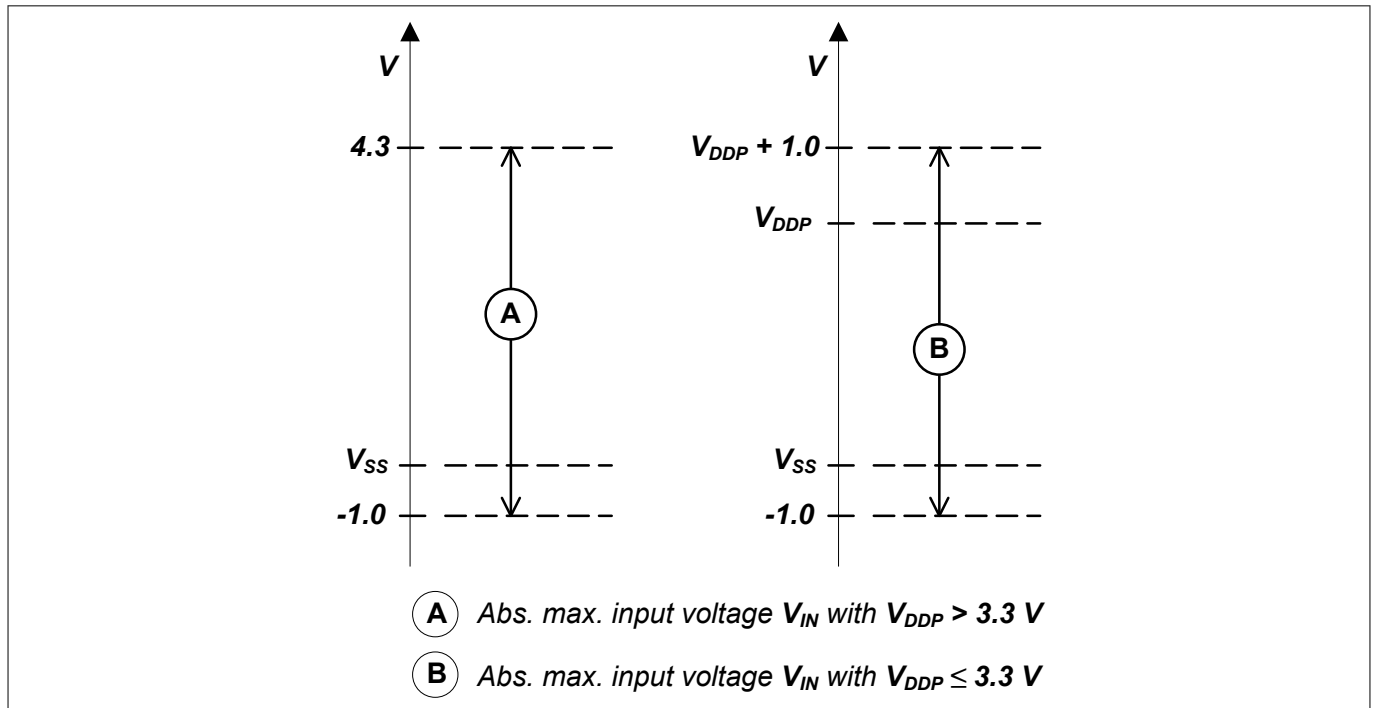 V
4.3
A
V_SS
-1.0
V
V_DDP + 1.0
V_DDP
B
V_SS
-1.0
A Abs. max. input voltage V_IN with V_DDP > 3.3 V
B Abs. max. input voltage V_IN with V_DDP ≤ 3.3 V